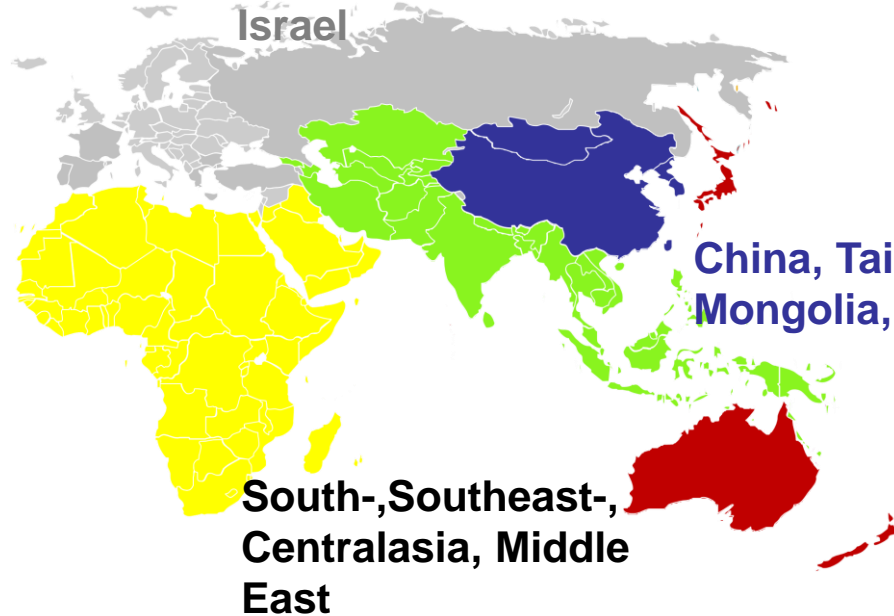 Israel
China, Tai
Mongolia,
South-,Southeast-,
Centralasia, Middle
East